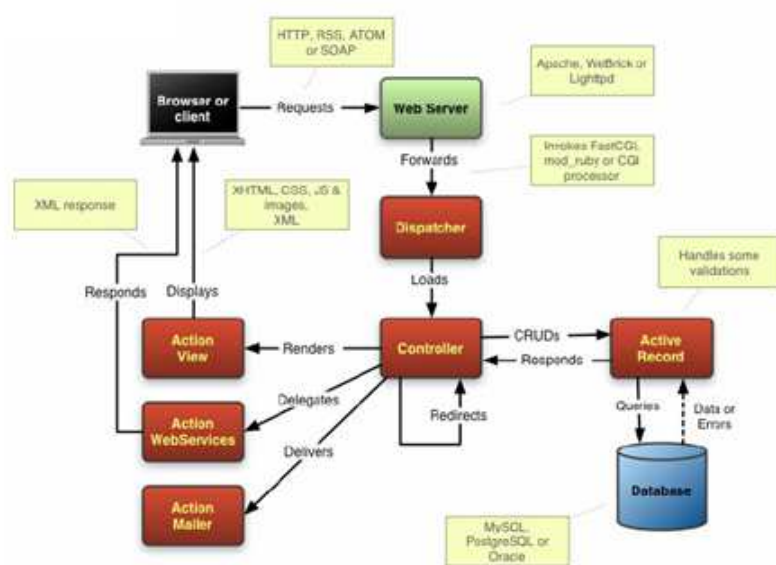 HTTP, RSS, ATOM
or SOAP
Apache, WeBrick or
Lighttpd
Browser or
client
Requests
Web Server
Forwards
Invokes FastCGI,
mod_ruby or CGI
processor
XML response
XHTML, CSS, JS &
images,
XML
Dispatcher
Handles some
validations
Responds
Displays
Loads
Action
View
Renders
Controller
CRUDs
Responds
Active
Record
Delegates
Redirects
Queries
Data or
Errors
Action
WebServices
Delivers
Action
Mailer
Database
MySQL,
PostgreSQL or
Oracle